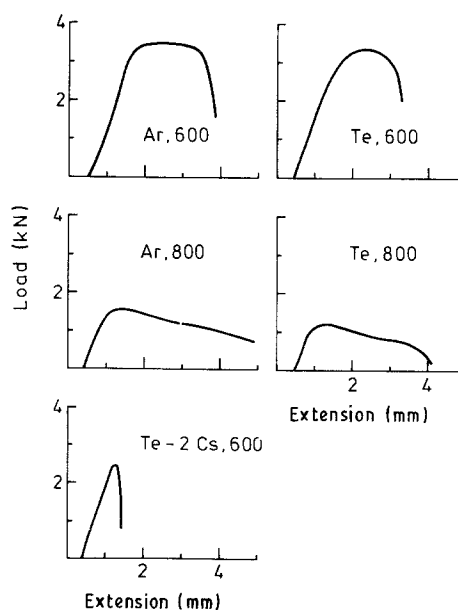 4
2
Ar, 600
Te, 600
Load (kN)
4
2
Ar, 800
Te, 800
2
4
Extension (mm)
4
2
Te – 2 Cs, 600
2
4
Extension (mm)